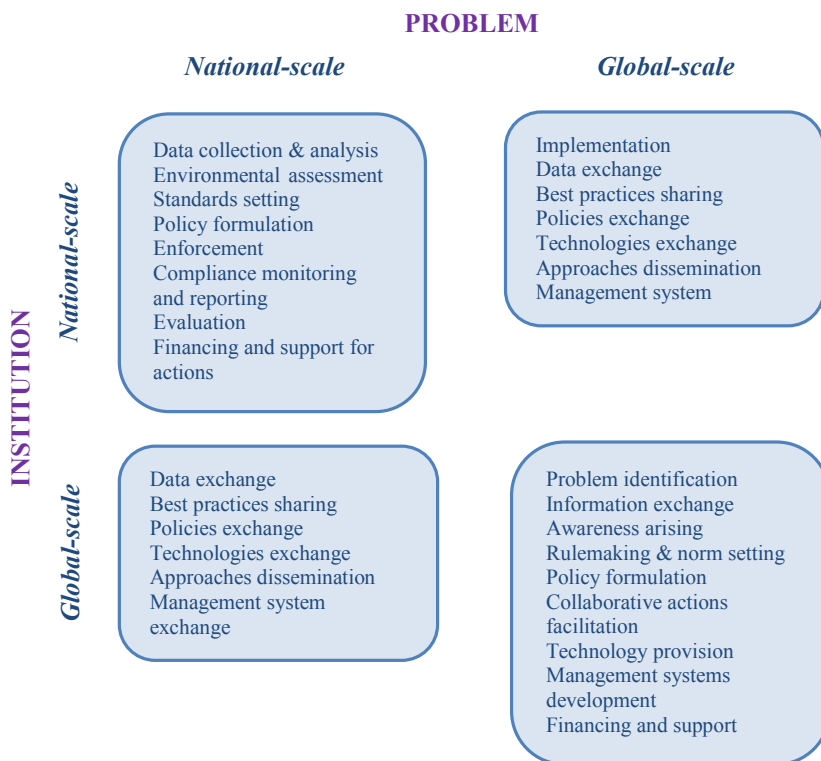 PROBLEM
National-scale
Global-scale
INSTITUTION
National-scale
Data collection & analysis
Environmental assessment
Standards setting
Policy formulation
Enforcement
Compliance monitoring
and reporting
Evaluation
Financing and support for
actions
Implementation
Data exchange
Best practices sharing
Policies exchange
Technologies exchange
Approaches dissemination
Management system
Global-scale
Data exchange
Best practices sharing
Policies exchange
Technologies exchange
Approaches dissemination
Management system
exchange
Problem identification
Information exchange
Awareness arising
Rulemaking & norm setting
Policy formulation
Collaborative actions
facilitation
Technology provision
Management systems
development
Financing and support